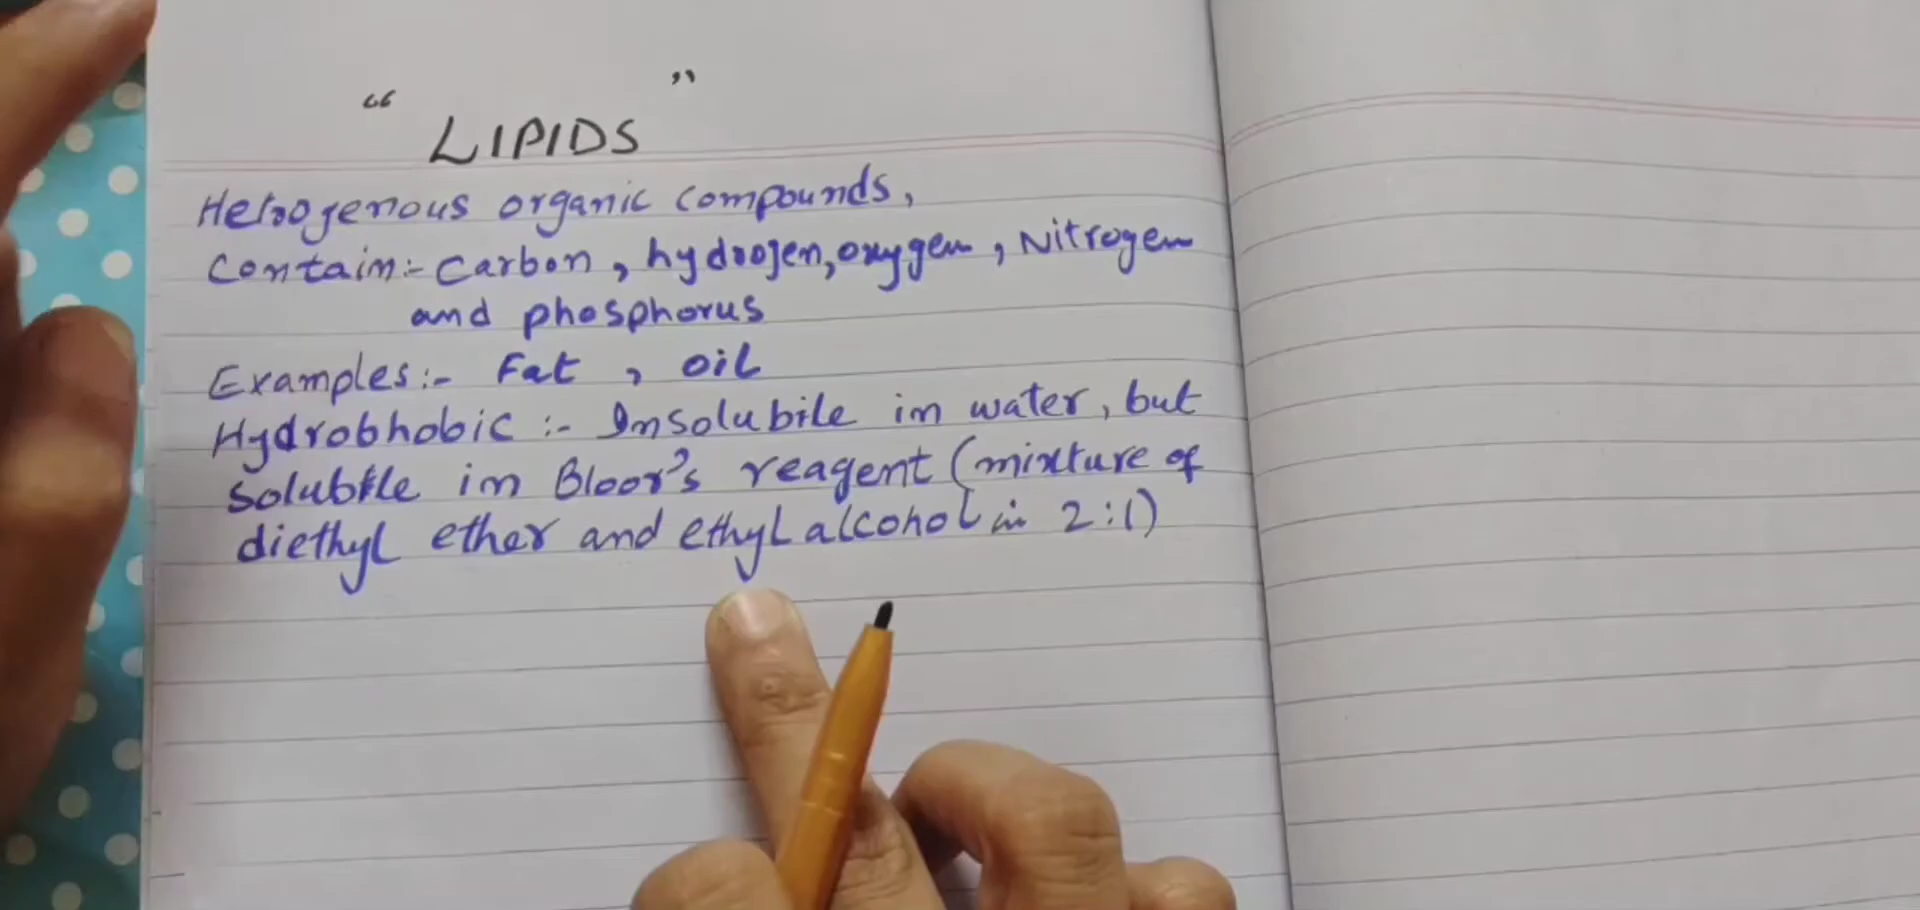 “ LIPIDS ”
Hetrogenous organic compounds,
Contain:- Carbon, hydrogen, oxygen, Nitrogen
and phosphorus
Examples:- Fat, oil
Hydrobhobic :- Insolubile in water, but
solubile in Bloor's reagent (mixture of
diethyl ether and ethyl alcohol in 2:1)